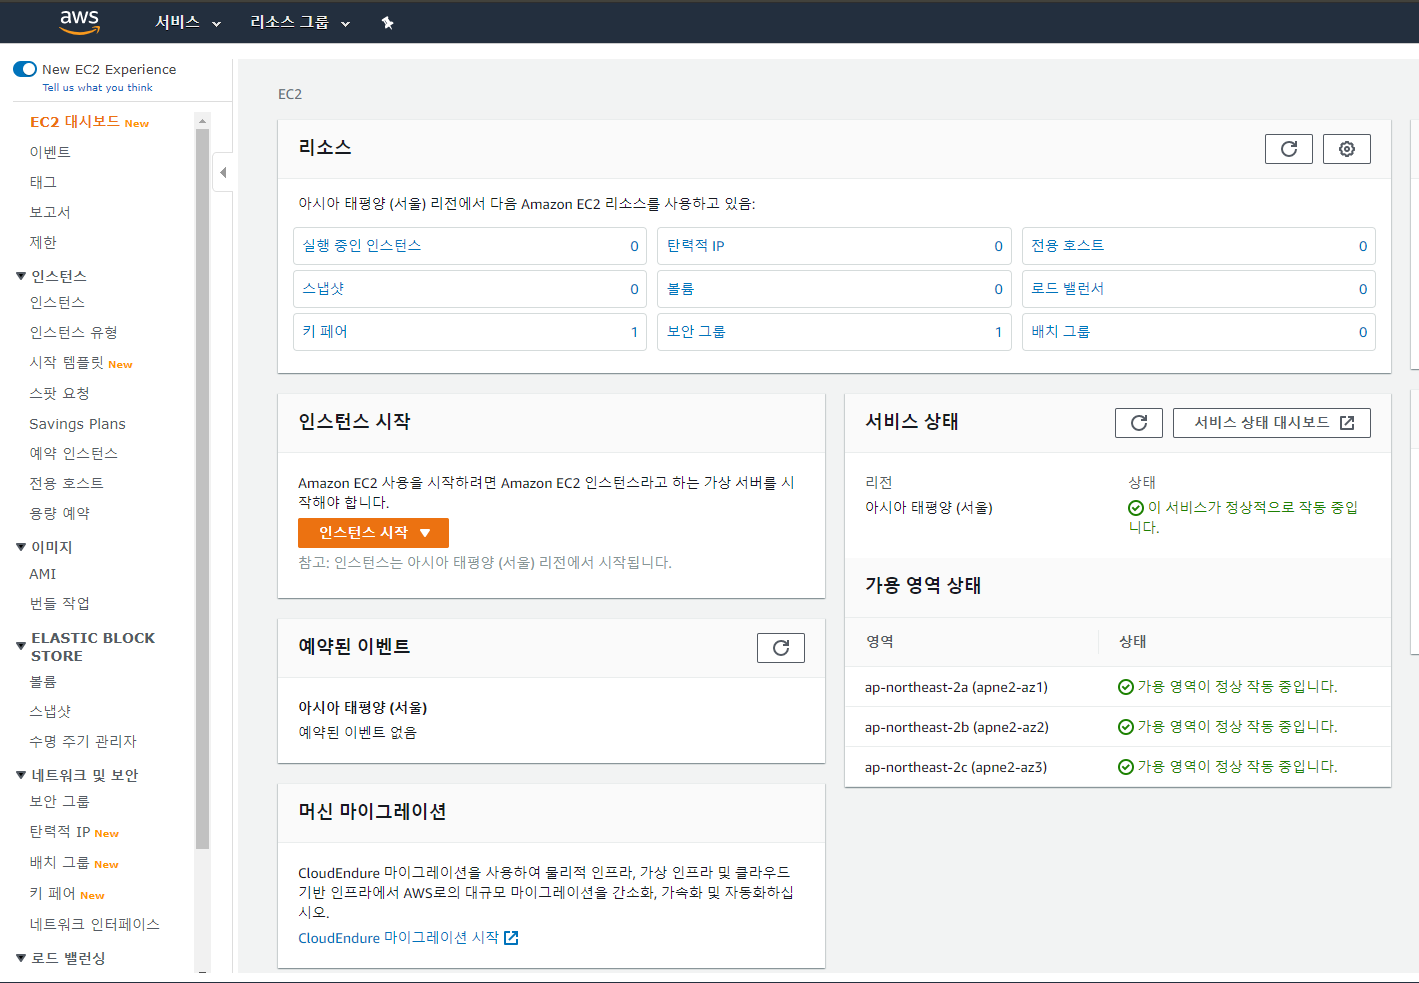 aws 서비스 리소스 그룹
New EC2 Experience
Tell us what you think
EC2 대시보드 New
이벤트
태그
보고서
제한
인스턴스
인스턴스
인스턴스 유형
시작 템플릿 New
스팟 요청
Savings Plans
예약 인스턴스
전용 호스트
용량 예약
이미지
AMI
번들 작업
ELASTIC BLOCK
STORE
볼륨
스냅샷
수명 주기 관리자
네트워크 및 보안
보안 그룹
탄력적 IP New
배치 그룹 New
키 페어 New
네트워크 인터페이스
로드 밸런싱
EC2
리소스
아시아 태평양 (서울) 리전에서 다음 Amazon EC2 리소스를 사용하고 있음:
실행 중인 인스턴스 0 탄력적 IP 0 전용 호스트 0
스냅샷 0 볼륨 0 로드 밸런서 0
키 페어 1 보안 그룹 1 배치 그룹 0
인스턴스 시작
Amazon EC2 사용을 시작하려면 Amazon EC2 인스턴스라고 하는 가상 서버를 시
작해야 합니다.
인스턴스 시작
참고: 인스턴스는 아시아 태평양 (서울) 리전에서 시작됩니다.
예약된 이벤트
아시아 태평양 (서울)
예약된 이벤트 없음
머신 마이그레이션
CloudEndure 마이그레이션을 사용하여 물리적 인프라, 가상 인프라 및 클라우드
기반 인프라에서 AWS로의 대규모 마이그레이션을 간소화, 가속화 및 자동화하십
시오.
CloudEndure 마이그레이션 시작
서비스 상태
서비스 상태 대시보드
리전 상태
아시아 태평양 (서울) 이 서비스가 정상적으로 작동 중입
니다.
가용 영역 상태
영역 상태
ap-northeast-2a (apne2-az1) 가용 영역이 정상 작동 중입니다.
ap-northeast-2b (apne2-az2) 가용 영역이 정상 작동 중입니다.
ap-northeast-2c (apne2-az3) 가용 영역이 정상 작동 중입니다.